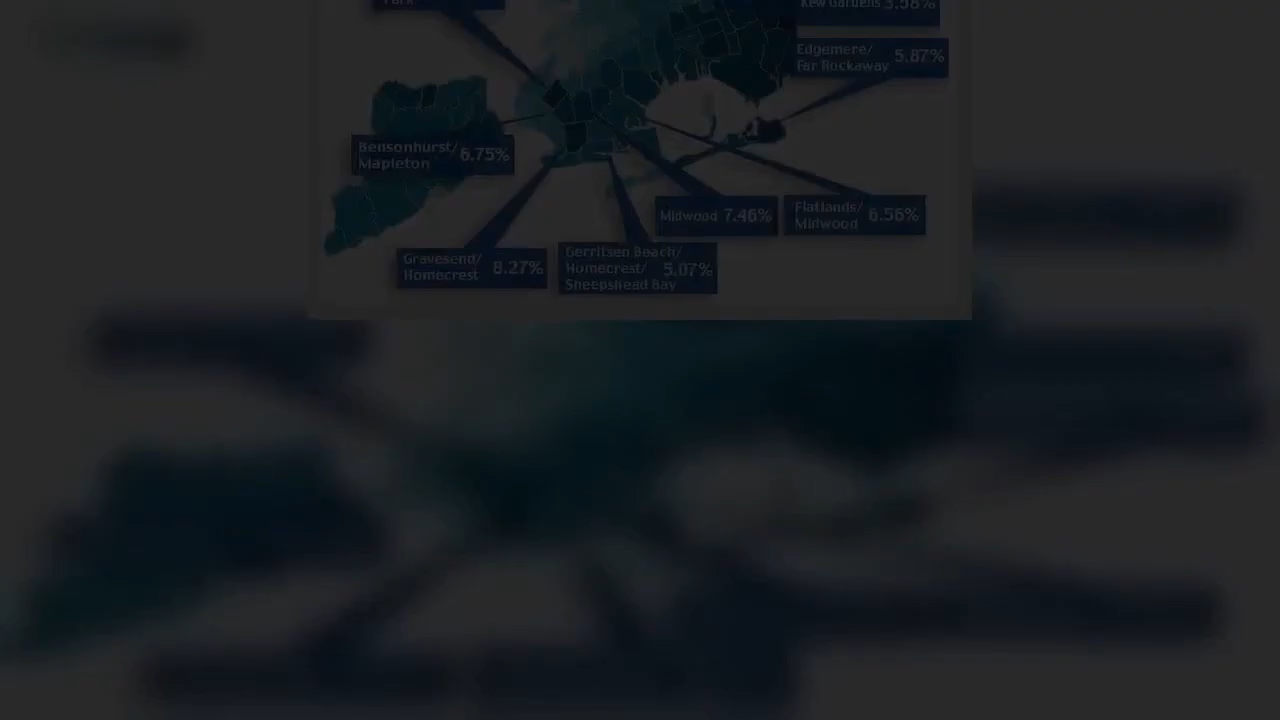 Park
Kew Gardens 3.58%
Edgemere/
Far Rockaway 5.87%
Bensonhurst/
Mapleton 6.75%
Midwood 7.46%
Flatlands/
Midwood 6.56%
Gravesend/
Homecrest 8.27%
Gerritsen Beach/
Homecrest/
Sheepshead Bay 5.07%